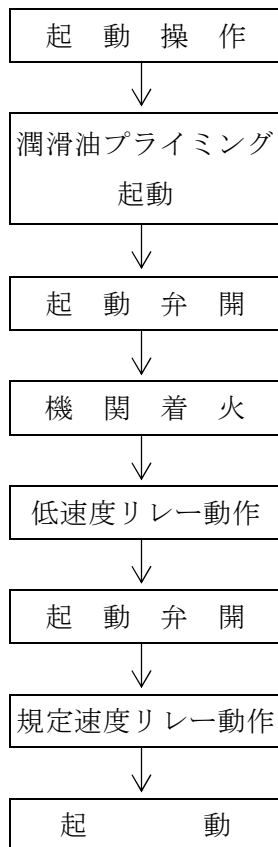 起動操作
潤滑油プライミング
起動
起動弁開
機関着火
低速度リレー動作
起動弁開
規定速度リレー動作
起動